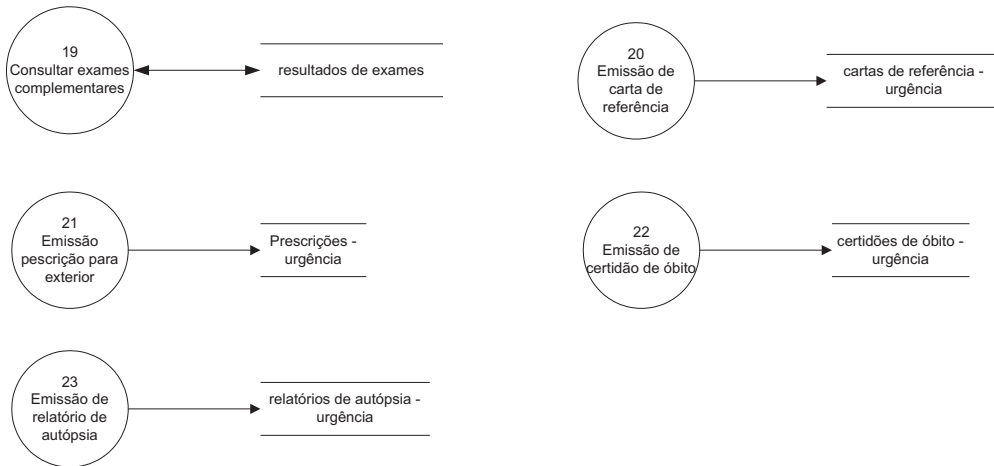 19
Consultar exames
complementares
resultados de exames
20
Emissão de
carta de
referência
cartas de referência -
urgência
21
Emissão
pescrição para
exterior
Prescrições -
urgência
22
Emissão de
certidão de óbito
certidões de óbito -
urgência
23
Emissão de
relatório de
autópsia
relatórios de autópsia -
urgência